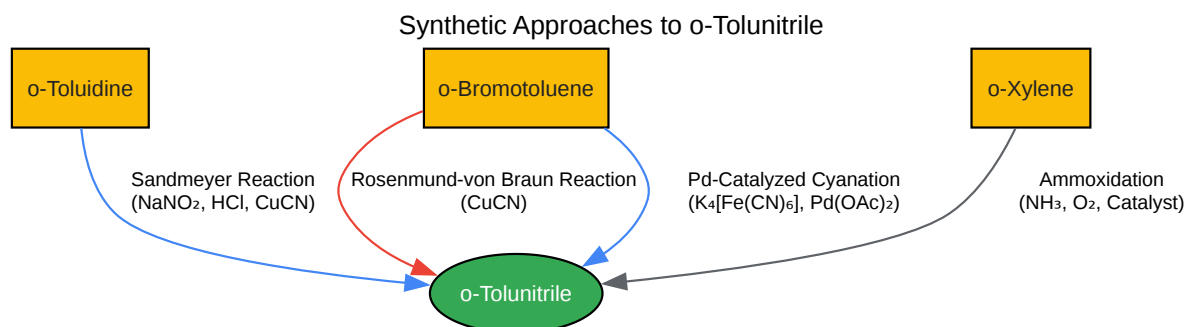 Synthetic Approaches to o-Tolunitrile
o-Toluidine
o-Bromotoluene
o-Xylene
Sandmeyer Reaction
(NaNO₂, HCl, CuCN)
Rosenmund-von Braun Reaction
(CuCN)
Pd-Catalyzed Cyanation
(K₄[Fe(CN)₆], Pd(OAc)₂)
Ammoxidation
(NH₃, O₂, Catalyst)
o-Tolunitrile